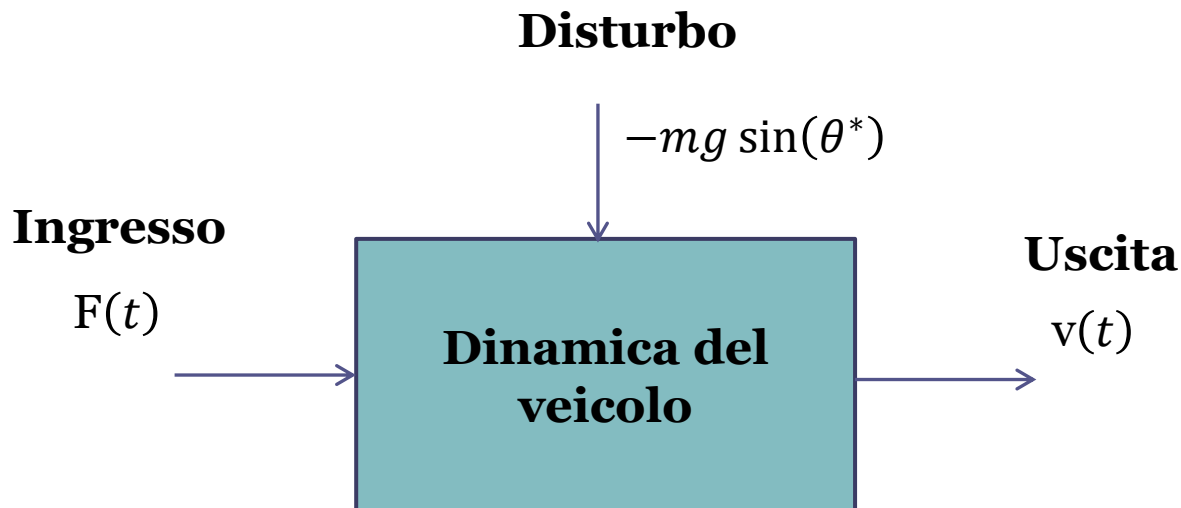 Disturbo
−mg sin(θ*)
Ingresso
F(t)
Uscita
v(t)
Dinamica del
veicolo